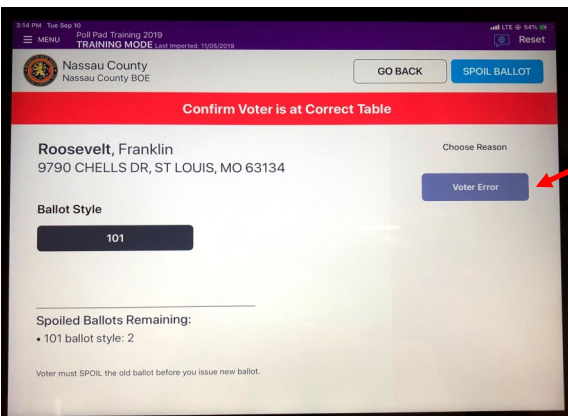 3:14 PM Tue Sep 10
LTE 54%
MENU
Poll Pad Training 2019
TRAINING MODE Last Imported: 11/05/2019
Reset
Nassau County
Nassau County BOE
GO BACK
SPOIL BALLOT
Confirm Voter is at Correct Table
Roosevelt, Franklin
9790 CHELLS DR, ST LOUIS, MO 63134
Choose Reason
Voter Error
Ballot Style
101
Spoiled Ballots Remaining:
• 101 ballot style: 2
Voter must SPOIL the old ballot before you issue new ballot.